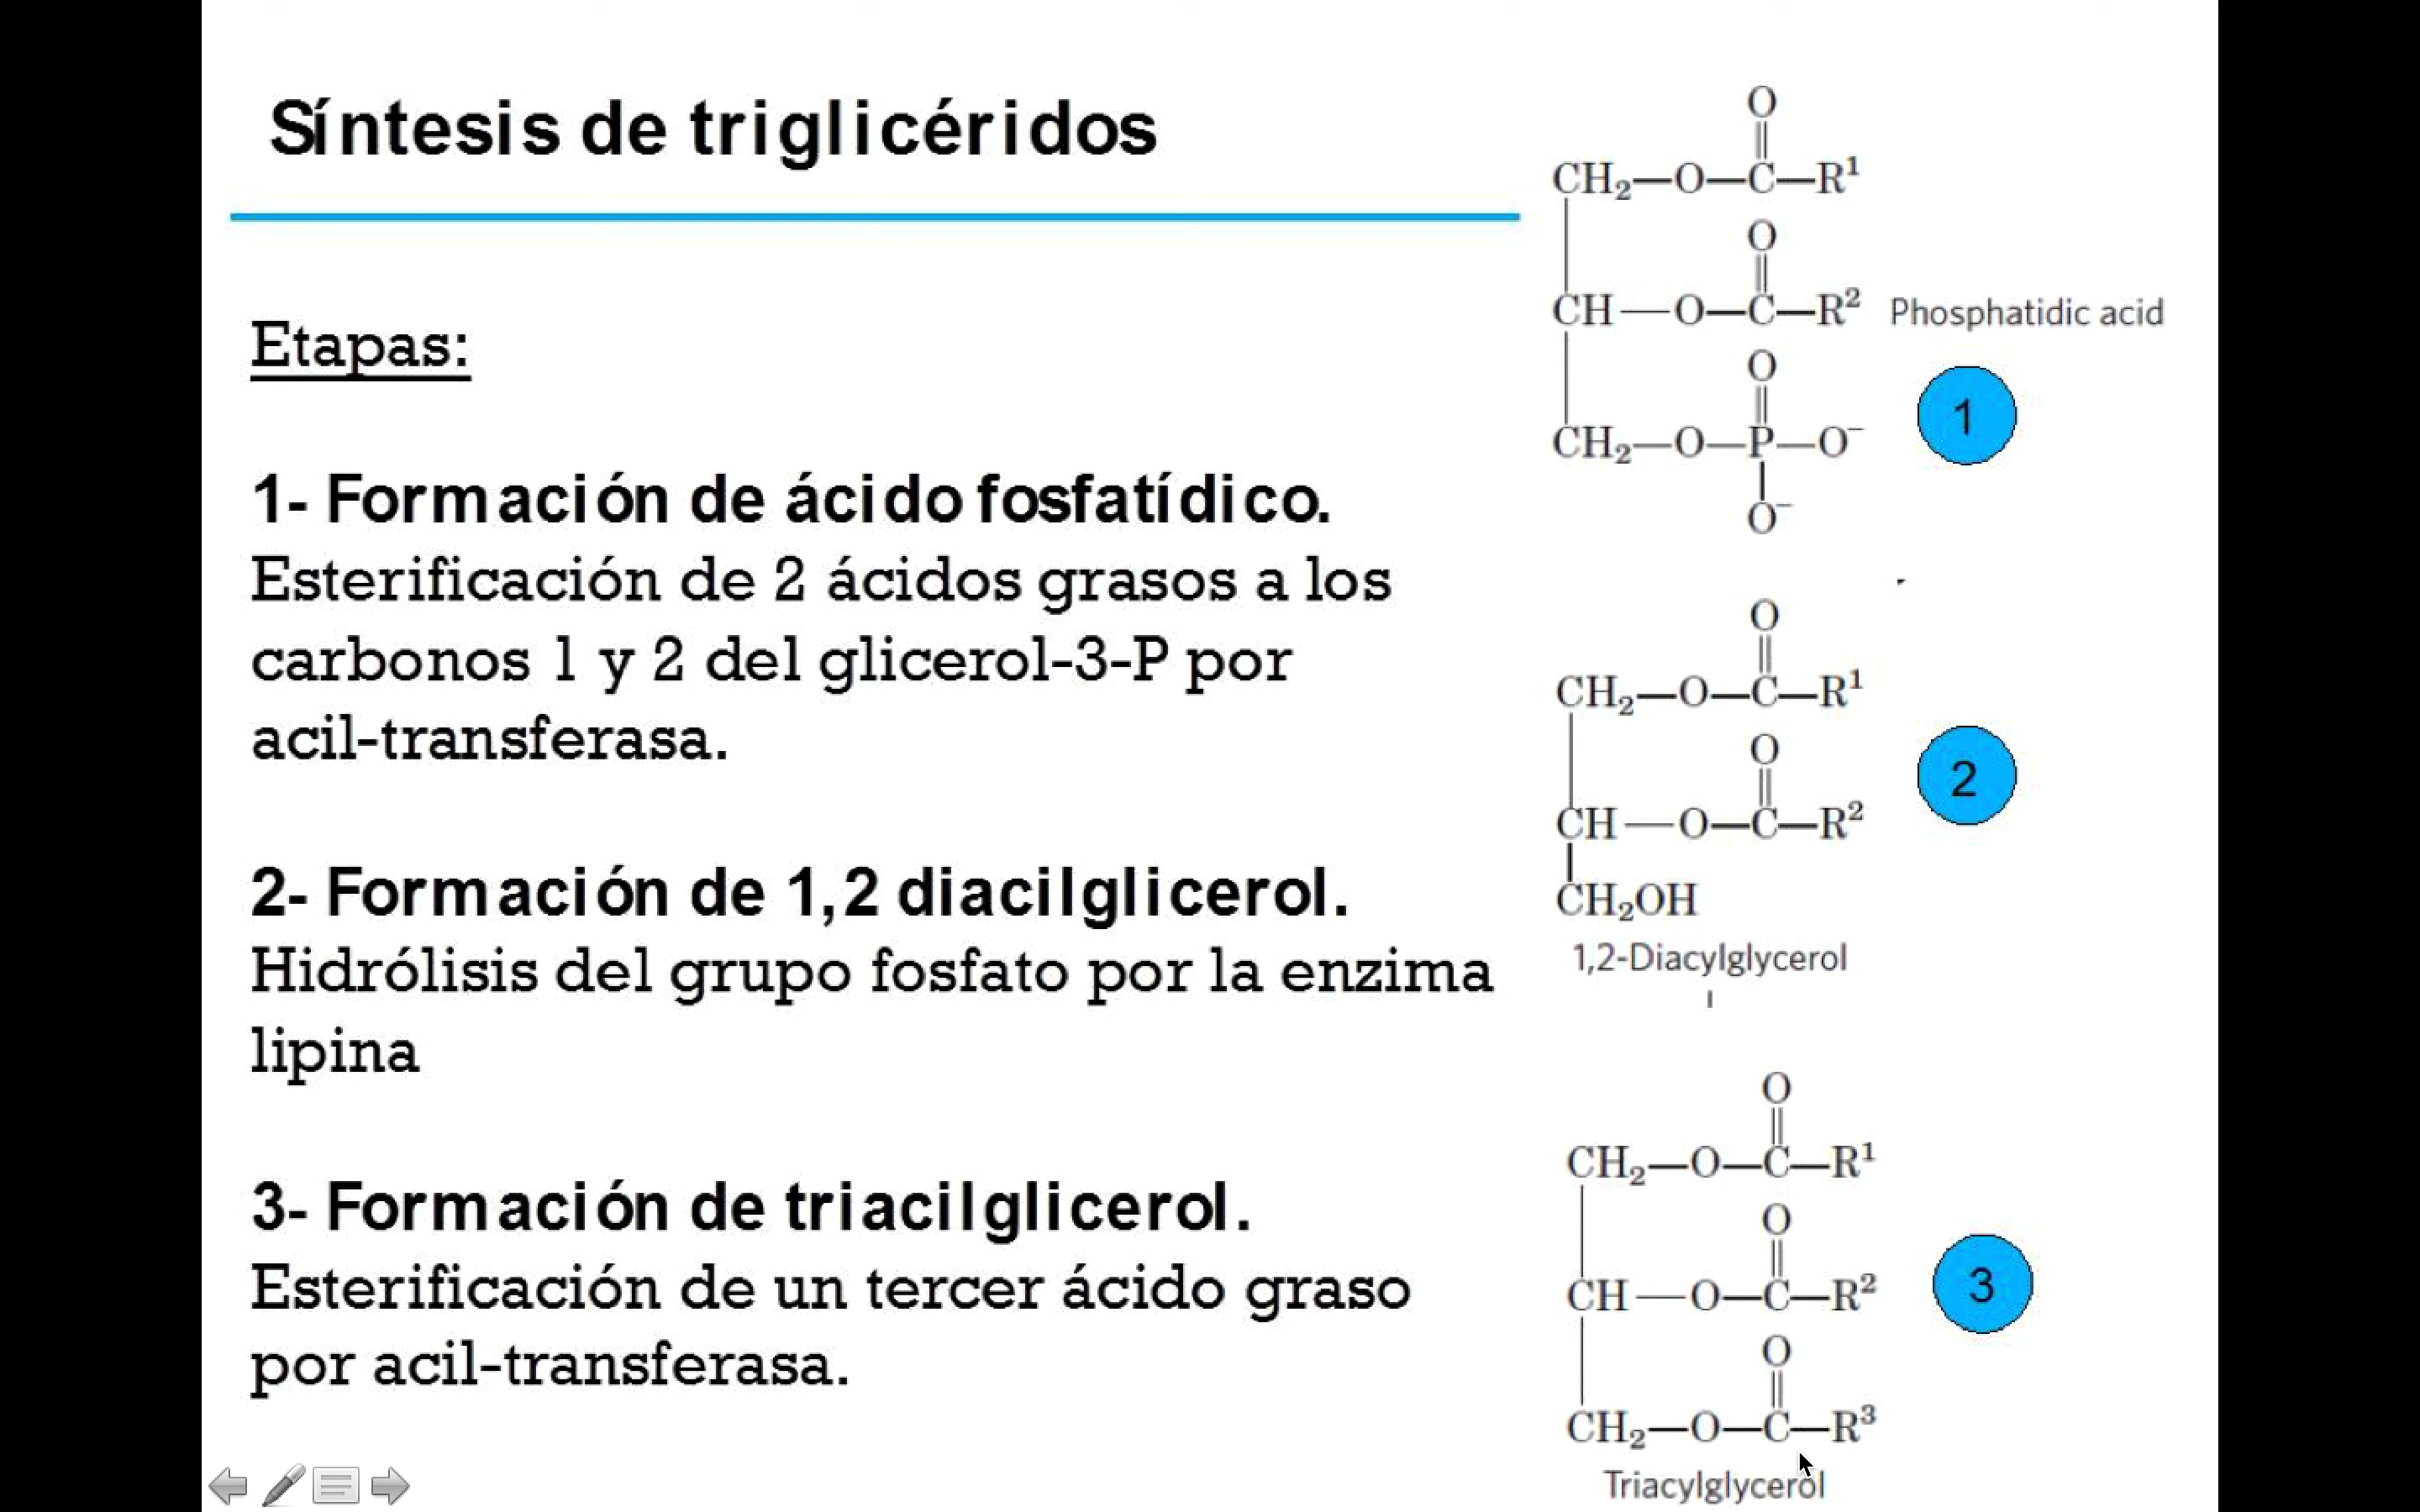 Síntesis de triglicéridos
Etapas:
1- Formación de ácido fosfatídico.
Esterificación de 2 ácidos grasos a los
carbonos 1 y 2 del glicerol-3-P por
acil-transferasa.
2- Formación de 1,2 diacilglicerol.
Hidrólisis del grupo fosfato por la enzima
lipina
3- Formación de triacilglicerol.
Esterificación de un tercer ácido graso
por acil-transferasa.
O
CH₂—O—C—R¹
O
CH—O—C—R² Phosphatidic acid
O
1
CH₂—O—P—O⁻
O⁻
O
CH₂—O—C—R¹
O
2
CH—O—C—R²
CH₂OH
1,2-Diacylglycerol
O
CH₂—O—C—R¹
O
CH—O—C—R²
3
O
CH₂—O—C—R³
Triacylglycerol